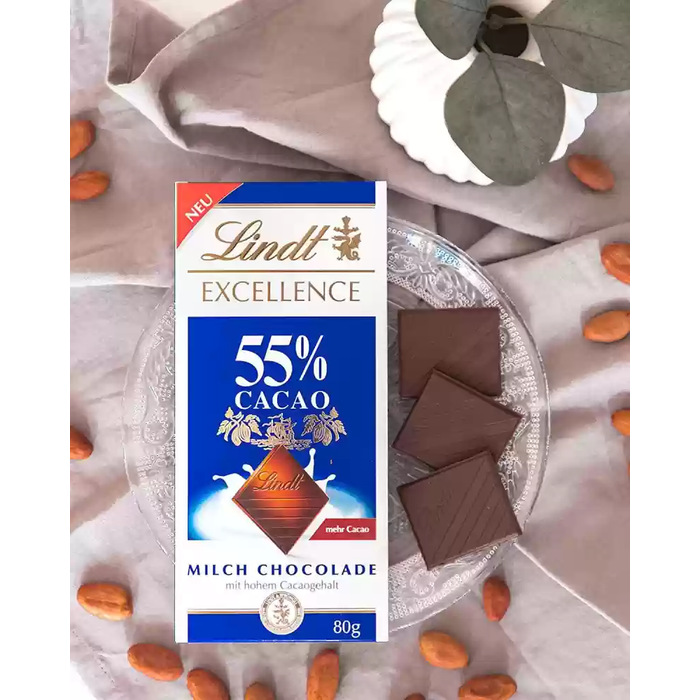 NEU
Lindt
EXCELLENCE
55%
CACAO
Lindt
mehr Cacao
MILCH CHOCOLADE
mit hohem Cacaogehalt
80g